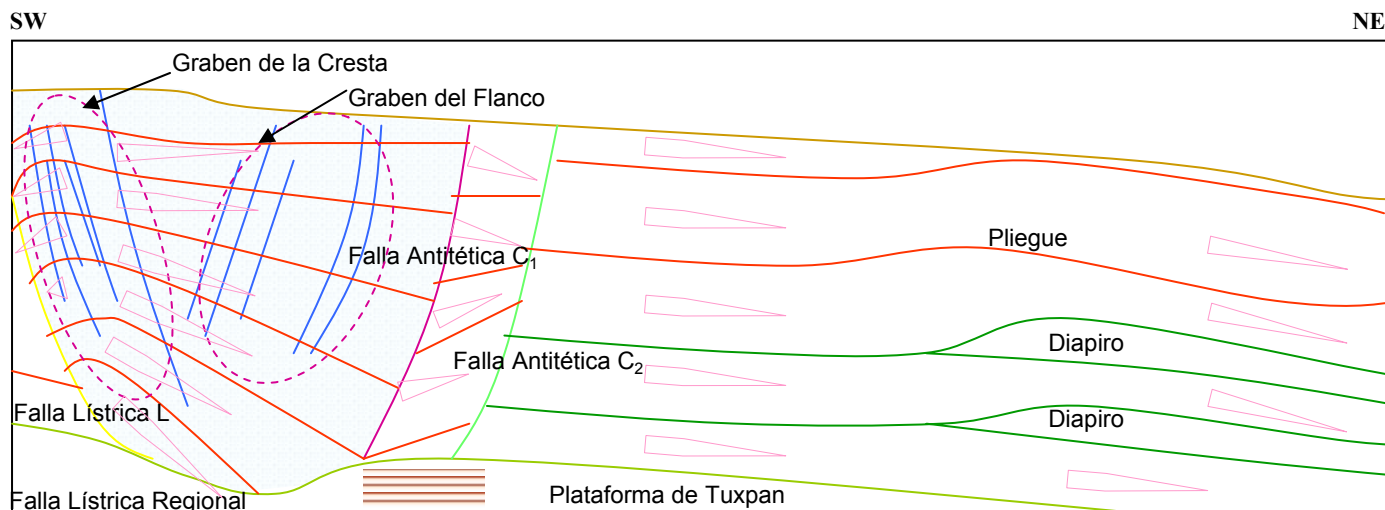 SW
NE
Graben de la Cresta
Graben del Flanco
Falla Antitética C1
Pliegue
Falla Antitética C2
Diapiro
Falla Lístrica L
Diapiro
Falla Lístrica Regional
Plataforma de Tuxpan